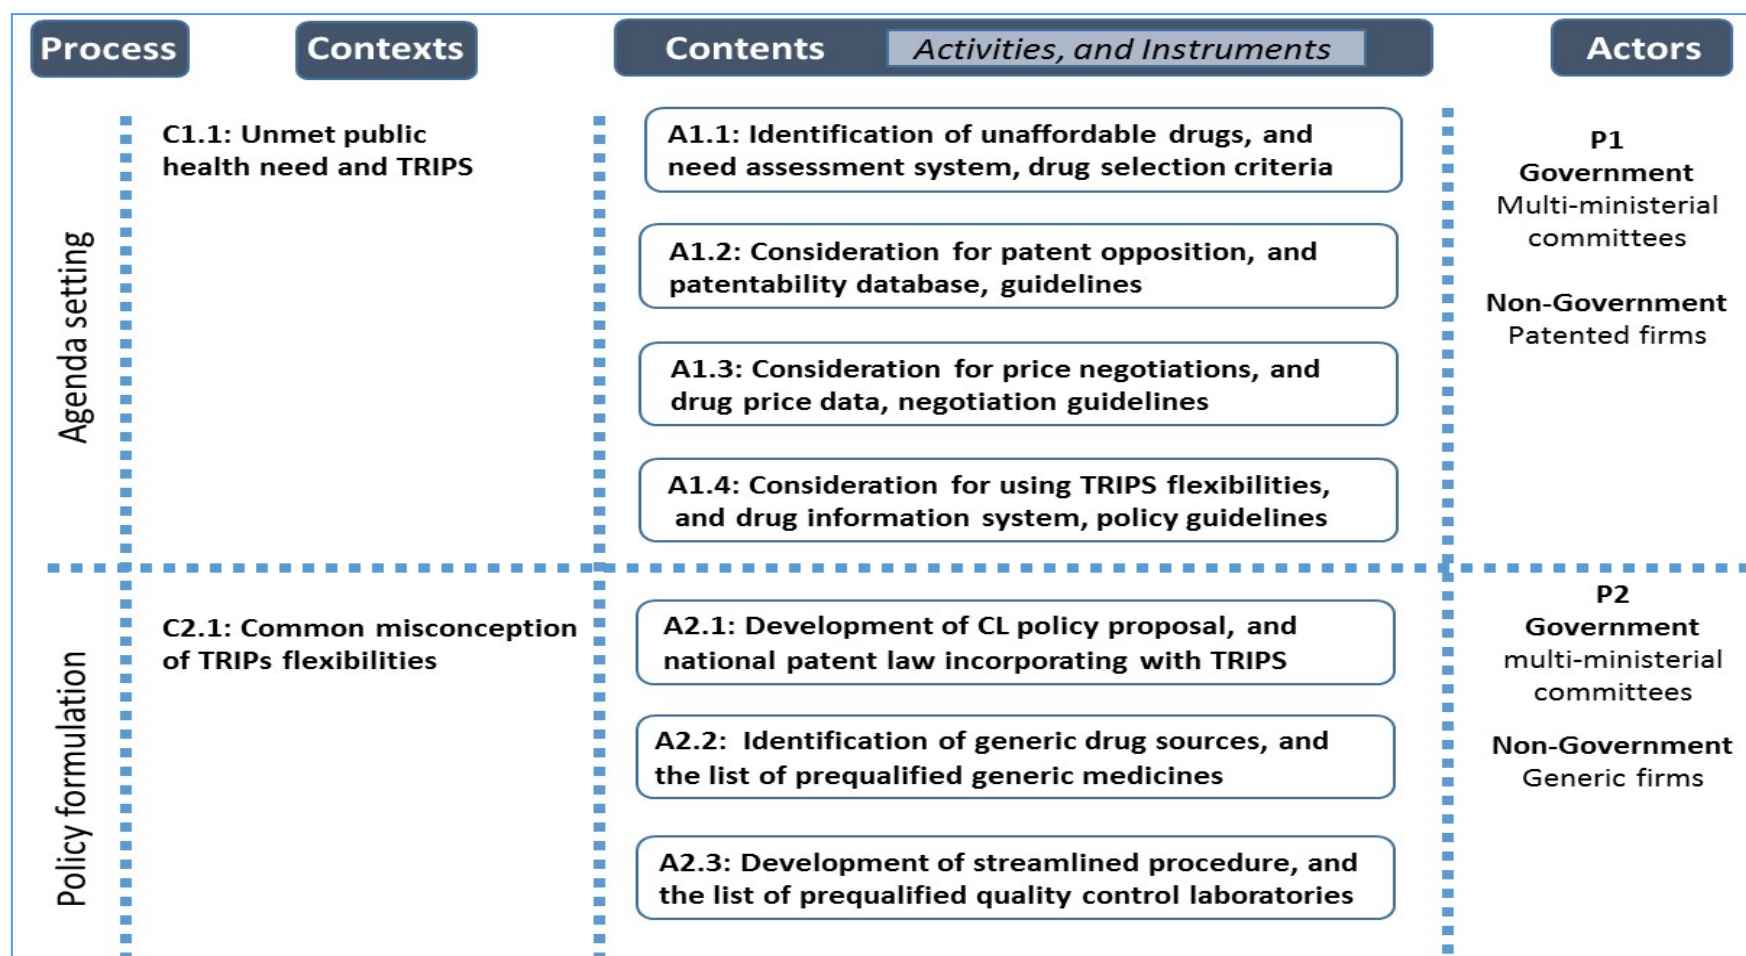 Process
Contexts
Contents
Activities, and Instruments
Actors
Agenda setting
C1.1: Unmet public
health need and TRIPS
A1.1: Identification of unaffordable drugs, and
need assessment system, drug selection criteria
A1.2: Consideration for patent opposition, and
patentability database, guidelines
A1.3: Consideration for price negotiations, and
drug price data, negotiation guidelines
A1.4: Consideration for using TRIPS flexibilities,
and drug information system, policy guidelines
P1
Government
Multi-ministerial
committees
Non-Government
Patented firms
Policy formulation
C2.1: Common misconception
of TRIPs flexibilities
A2.1: Development of CL policy proposal, and
national patent law incorporating with TRIPS
A2.2: Identification of generic drug sources, and
the list of prequalified generic medicines
A2.3: Development of streamlined procedure, and
the list of prequalified quality control laboratories
P2
Government
multi-ministerial
committees
Non-Government
Generic firms